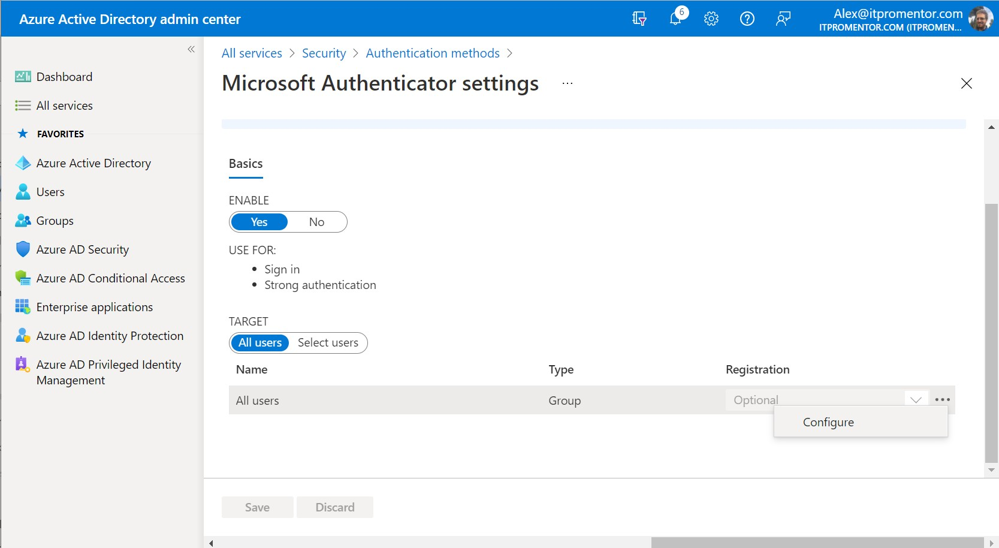 Azure Active Directory admin center
6
Alex@itpromentor.com
ITPROMENTOR.COM (ITPROMEN...
Dashboard
All services
FAVORITES
Azure Active Directory
Users
Groups
Azure AD Security
Azure AD Conditional Access
Enterprise applications
Azure AD Identity Protection
Azure AD Privileged Identity
Management
All services > Security > Authentication methods >
Microsoft Authenticator settings ...
Basics
ENABLE
Yes No
USE FOR:
• Sign in
• Strong authentication
TARGET
All users Select users
Name Type Registration
All users Group Optional
Configure
Save Discard